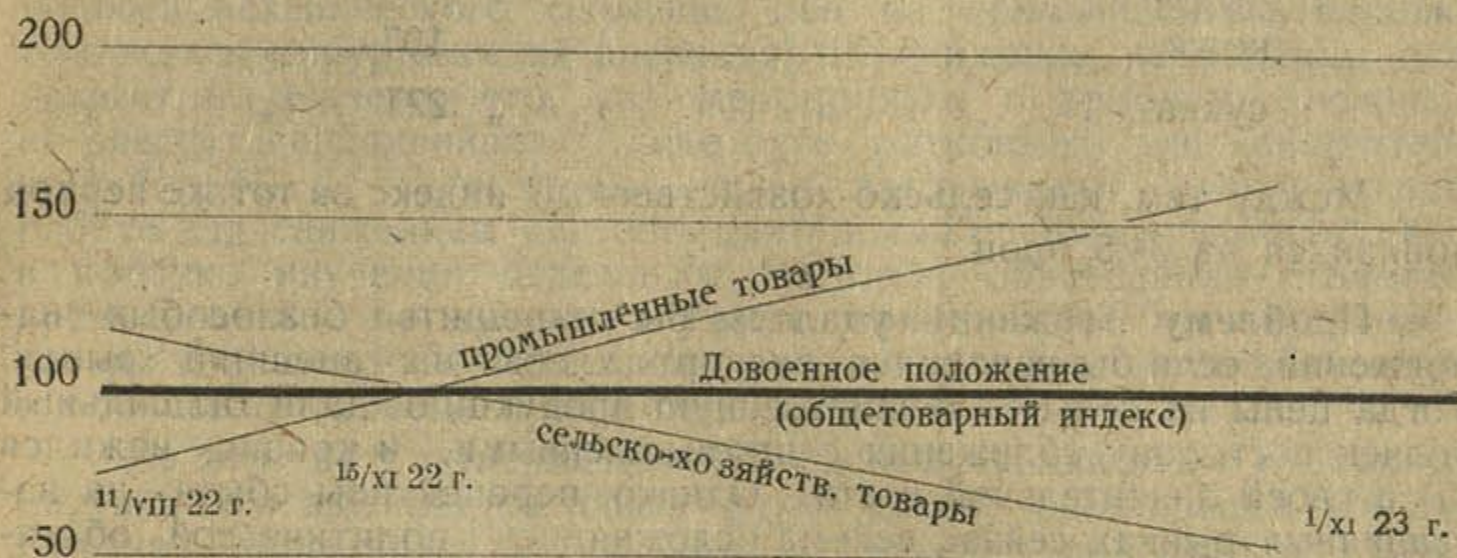 200
150
промышленные товары
100
Довоенное положение
(общетоварный индекс)
сельско-хозяйств. товары
15/XI 22 г.
11/VIII 22 г.
1/XI 23 г.
50